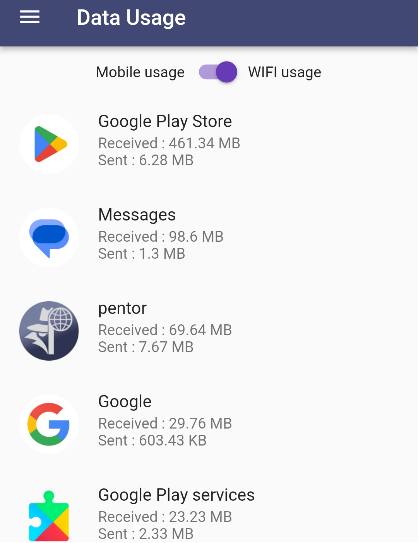 Data Usage
Mobile usage WIFI usage
Google Play Store
Received : 461.34 MB
Sent : 6.28 MB
Messages
Received : 98.6 MB
Sent : 1.3 MB
pentor
Received : 69.64 MB
Sent : 7.67 MB
Google
Received : 29.76 MB
Sent : 603.43 KB
Google Play services
Received : 23.23 MB
Sent : 2.33 MB